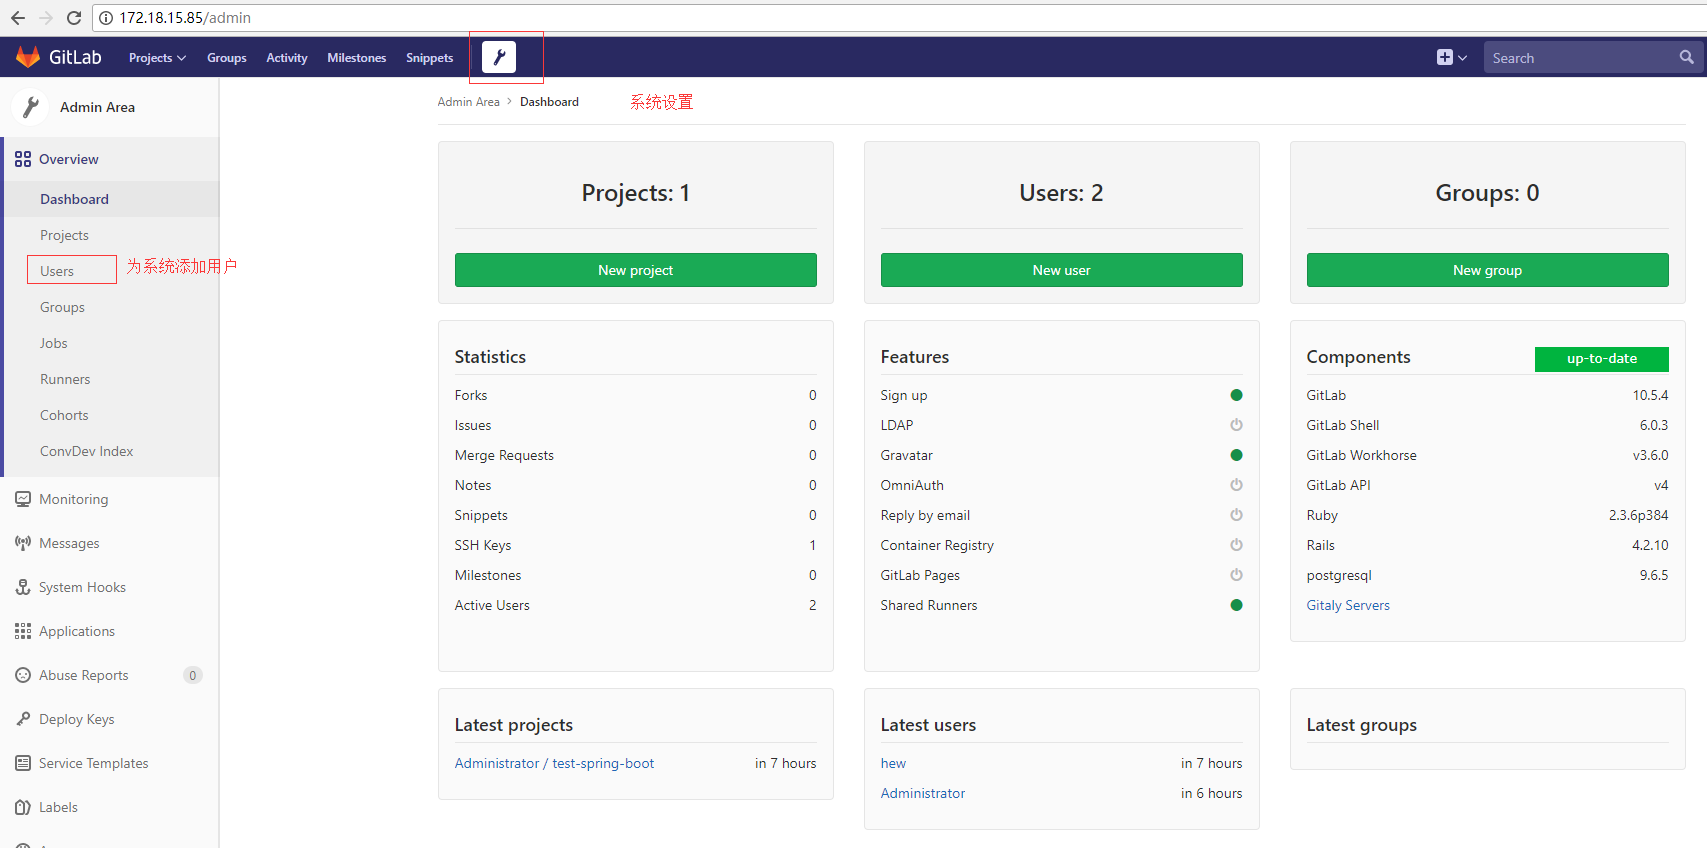 172.18.15.85/admin
GitLab Projects Groups Activity Milestones Snippets Search
Admin Area
Admin Area > Dashboard 系统设置
Overview
Dashboard
Projects
Users 为系统添加用户
Groups
Jobs
Runners
Cohorts
ConvDev Index
Monitoring
Messages
System Hooks
Applications
Abuse Reports 0
Deploy Keys
Service Templates
Labels
Projects: 1
New project
Users: 2
New user
Groups: 0
New group
Statistics
Forks 0
Issues 0
Merge Requests 0
Notes 0
Snippets 0
SSH Keys 1
Milestones 0
Active Users 2
Features
Sign up
LDAP
Gravatar
OmniAuth
Reply by email
Container Registry
GitLab Pages
Shared Runners
Components up-to-date
GitLab 10.5.4
GitLab Shell 6.0.3
GitLab Workhorse v3.6.0
GitLab API v4
Ruby 2.3.6p384
Rails 4.2.10
postgresql 9.6.5
Gitaly Servers
Latest projects
Administrator / test-spring-boot in 7 hours
Latest users
hew in 7 hours
Administrator in 6 hours
Latest groups